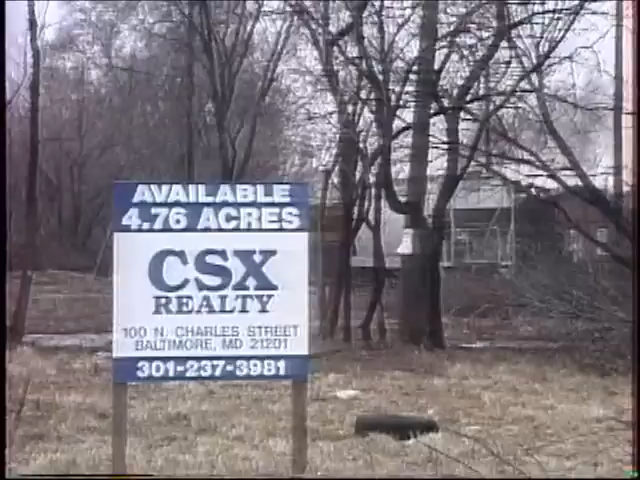 AVAILABLE
4.76 ACRES
CSX
REALTY
100 N. CHARLES STREET
BALTIMORE, MD 21201
301-237-3981